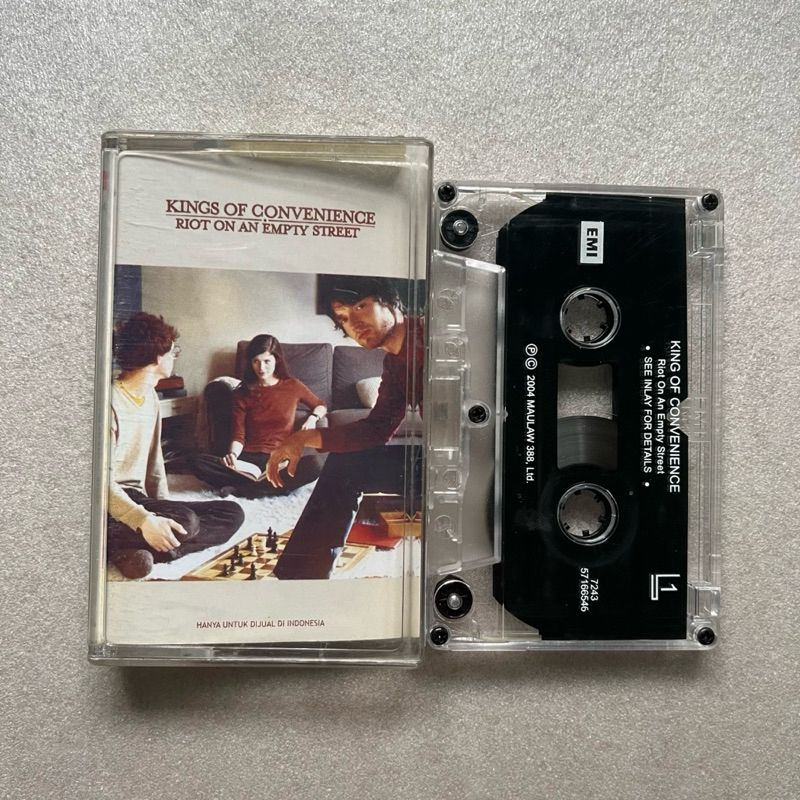 KINGS OF CONVENIENCE
RIOT ON AN EMPTY STREET
HANYA UNTUK DIJUAL DI INDONESIA
EMI
KING OF CONVENIENCE
Riot On An Empty Street
• SEE INLAY FOR DETAILS •
ⓅⒸ 2004 MAULAW 388, Ltd.
1
7243
57166546